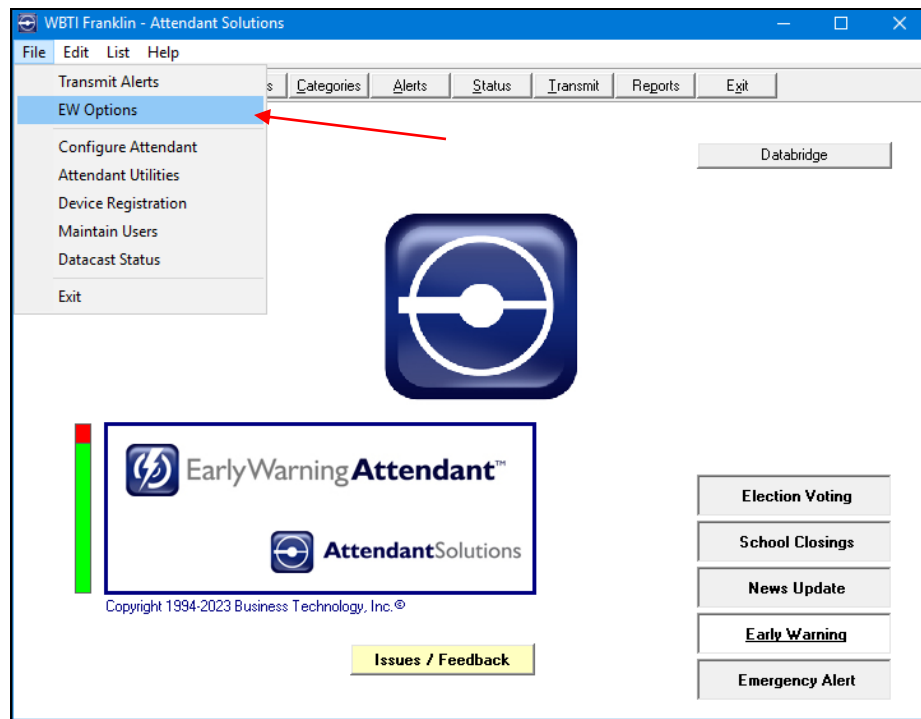 WBTI Franklin - Attendant Solutions
File Edit List Help
Transmit Alerts
EW Options
Configure Attendant
Attendant Utilities
Device Registration
Maintain Users
Datacast Status
Exit
s Categories Alerts Status Transmit Reports Exit
Databridge
EarlyWarningAttendant™
AttendantSolutions
Copyright 1994-2023 Business Technology, Inc.©
Issues / Feedback
Election Voting
School Closings
News Update
Early Warning
Emergency Alert